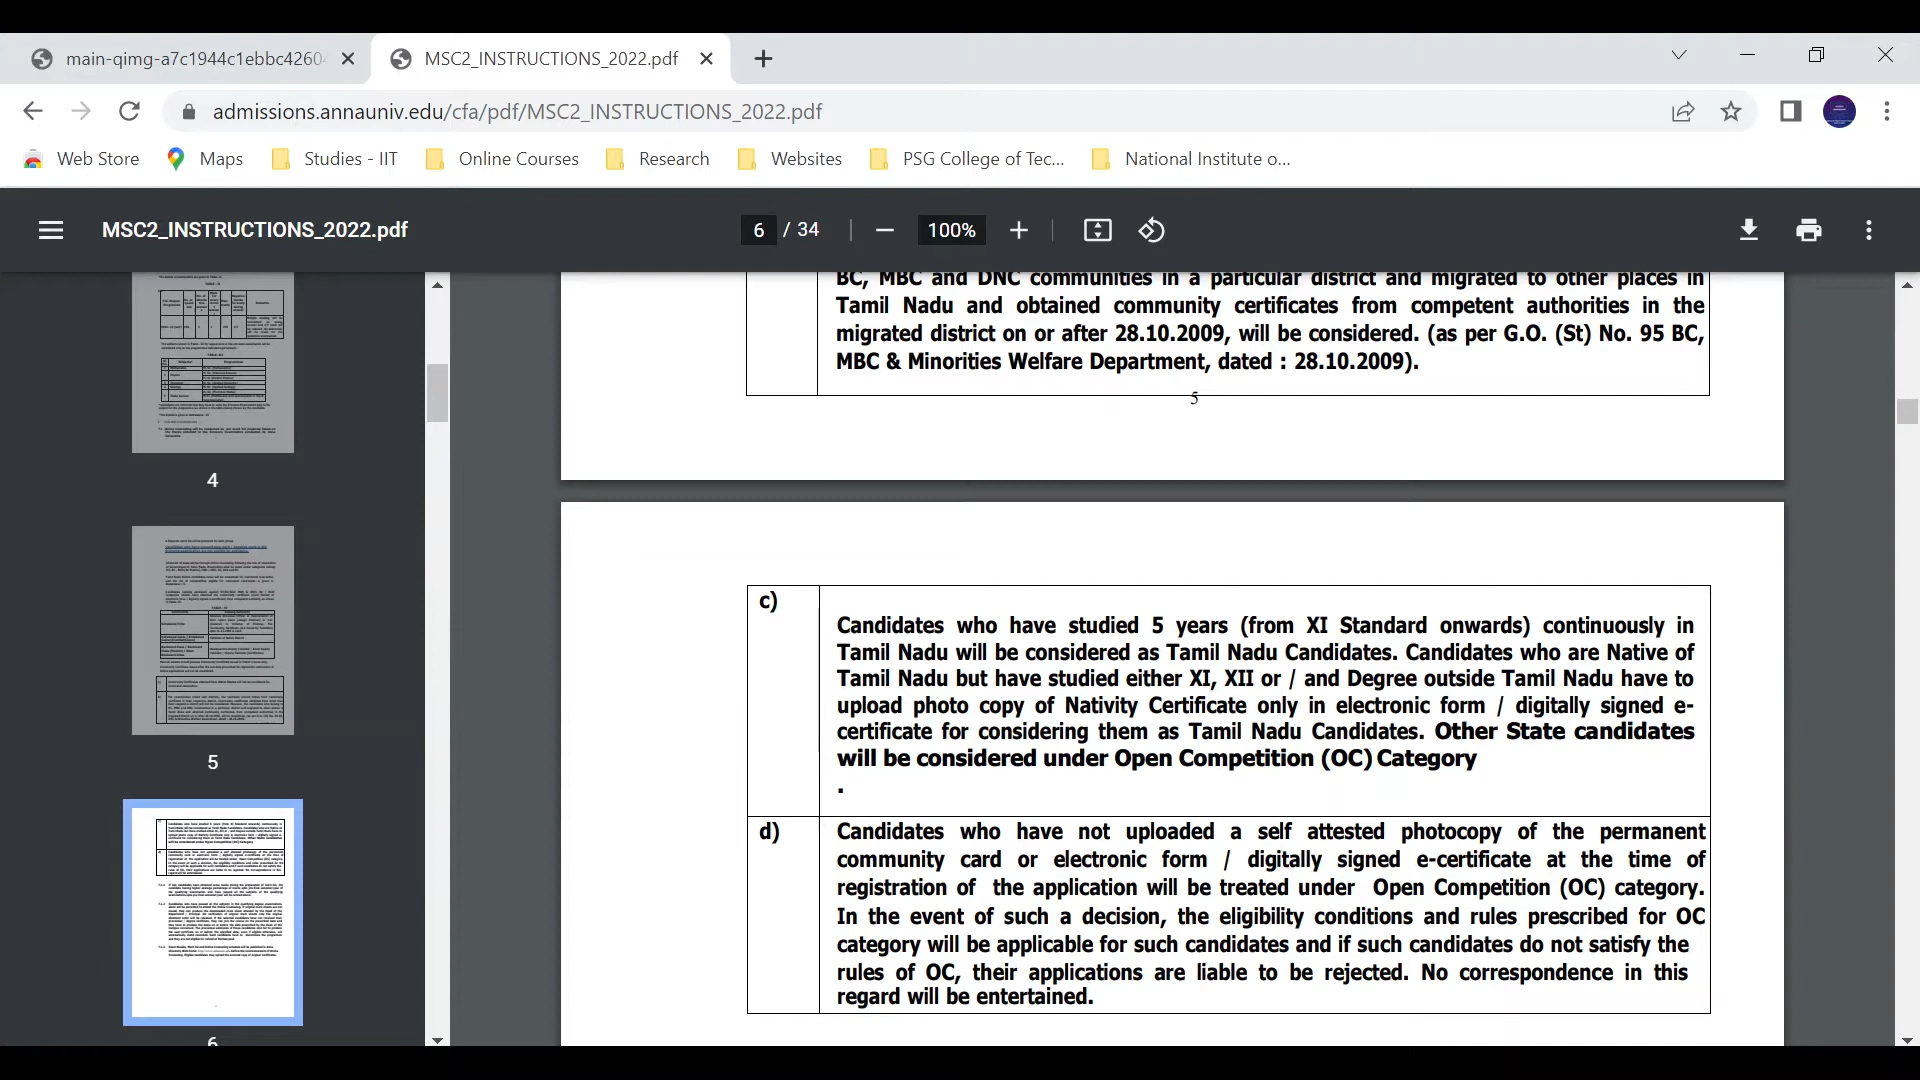 main-qimg-a7c1944c1ebbc4260
MSC2_INSTRUCTIONS_2022.pdf
admissions.annauniv.edu/cfa/pdf/MSC2_INSTRUCTIONS_2022.pdf
Web Store
Maps
Studies - IIT
Online Courses
Research
Websites
PSG College of Tec...
National Institute o...
MSC2_INSTRUCTIONS_2022.pdf
6 / 34
100%
4
5
6
BC, MBC and DNC communities in a particular district and migrated to other places in
Tamil Nadu and obtained community certificates from competent authorities in the
migrated district on or after 28.10.2009, will be considered. (as per G.O. (St) No. 95 BC,
MBC & Minorities Welfare Department, dated : 28.10.2009).
5
c)
Candidates who have studied 5 years (from XI Standard onwards) continuously in
Tamil Nadu will be considered as Tamil Nadu Candidates. Candidates who are Native of
Tamil Nadu but have studied either XI, XII or / and Degree outside Tamil Nadu have to
upload photo copy of Nativity Certificate only in electronic form / digitally signed e-
certificate for considering them as Tamil Nadu Candidates. Other State candidates
will be considered under Open Competition (OC) Category
.
d)
Candidates who have not uploaded a self attested photocopy of the permanent
community card or electronic form / digitally signed e-certificate at the time of
registration of the application will be treated under Open Competition (OC) category.
In the event of such a decision, the eligibility conditions and rules prescribed for OC
category will be applicable for such candidates and if such candidates do not satisfy the
rules of OC, their applications are liable to be rejected. No correspondence in this
regard will be entertained.